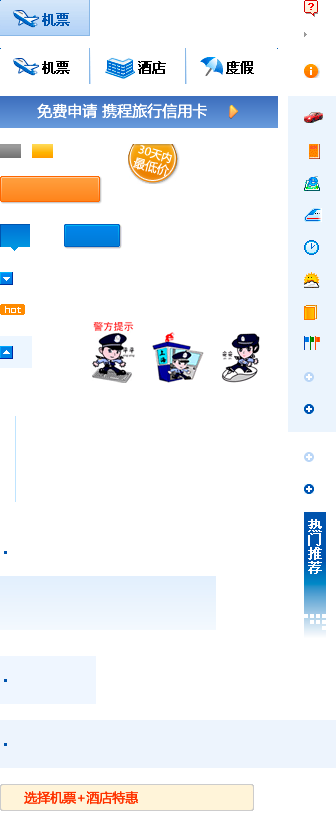 机票
?
机票 酒店 度假
免费申请 携程旅行信用卡
30天内
最低价
hot
警方提示
热门推荐
选择机票+酒店特惠